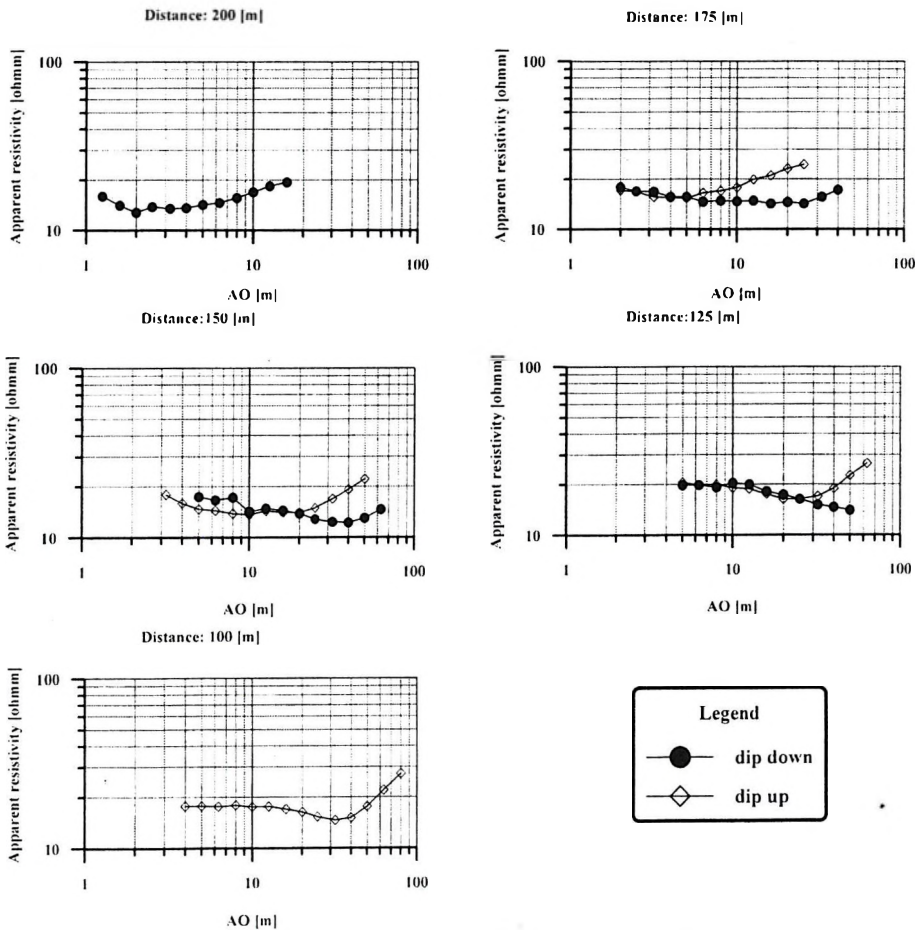 Distance: 200 [m]
Apparent resistivity [ohmm]
100
10
1
10
100
AO [m]
Distance: 175 [m]
Apparent resistivity [ohmm]
100
10
1
10
100
AO [m]
Distance:150 [m]
Apparent resistivity [ohmm]
100
10
1
10
100
AO [m]
Distance:125 [m]
Apparent resistivity [ohmm]
100
10
1
10
100
AO [m]
Distance: 100 [m]
Apparent resistivity [ohmm]
100
10
1
10
100
AO [m]
Legend
dip down
dip up